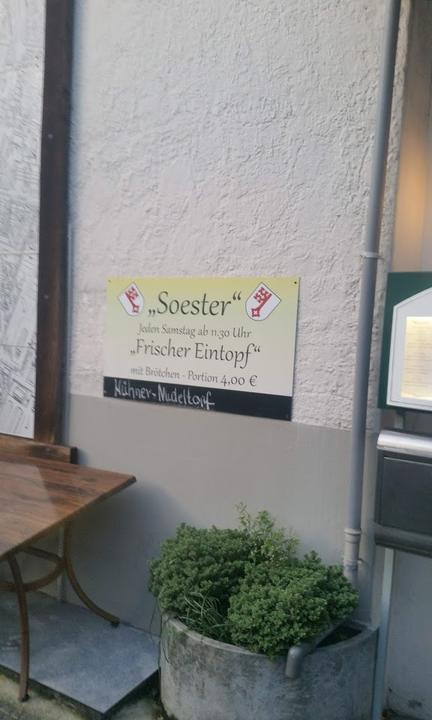 „Soester“
Jeden Samstag ab 11.30 Uhr
„Frischer Eintopf“
mit Brötchen - Portion 4,00 €
Hühner-Nudeltopf